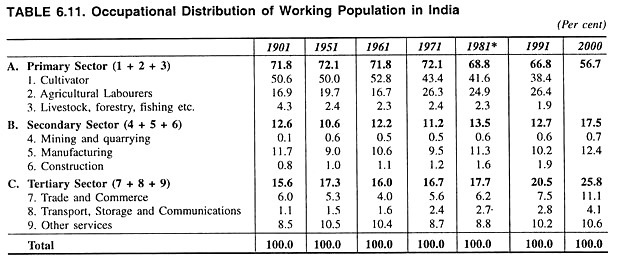 TABLE 6.11. Occupational Distribution of Working Population in India
(Per cent)
1901 1951 1961 1971 1981* 1991 2000
A. Primary Sector (1 + 2 + 3) 71.8 72.1 71.8 72.1 68.8 66.8 56.7
1. Cultivator 50.6 50.0 52.8 43.4 41.6 38.4
2. Agricultural Labourers 16.9 19.7 16.7 26.3 24.9 26.4
3. Livestock, forestry, fishing etc. 4.3 2.4 2.3 2.4 2.3 1.9
B. Secondary Sector (4 + 5 + 6) 12.6 10.6 12.2 11.2 13.5 12.7 17.5
4. Mining and quarrying 0.1 0.6 0.5 0.5 0.6 0.6 0.7
5. Manufacturing 11.7 9.0 10.6 9.5 11.3 10.2 12.4
6. Construction 0.8 1.0 1.1 1.2 1.6 1.9
C. Tertiary Sector (7 + 8 + 9) 15.6 17.3 16.0 16.7 17.7 20.5 25.8
7. Trade and Commerce 6.0 5.3 4.0 5.6 6.2 7.5 11.1
8. Transport, Storage and Communications 1.1 1.5 1.6 2.4 2.7 2.8 4.1
9. Other services 8.5 10.5 10.4 8.7 8.8 10.2 10.6
Total 100.0 100.0 100.0 100.0 100.0 100.0 100.0